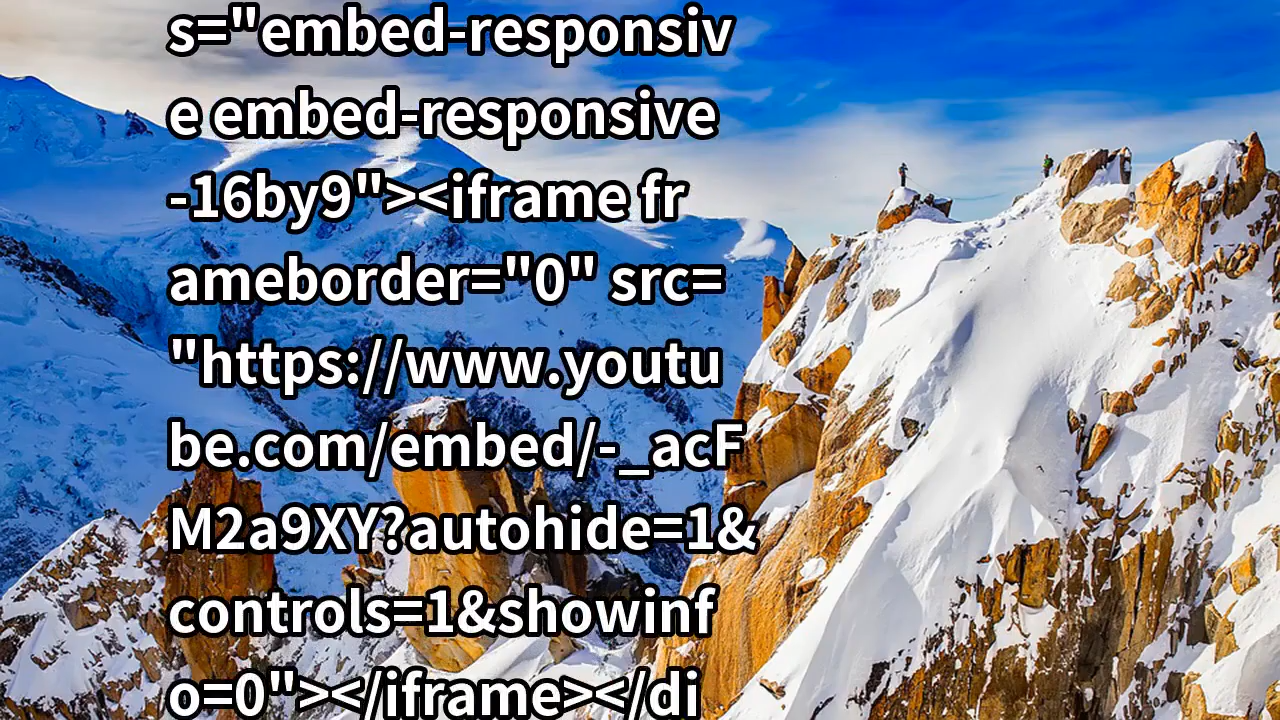 s="embed-responsiv
e embed-responsive
-16by9"><iframe fr
ameborder="0" src=
"https://www.youtu
be.com/embed/-_acF
M2a9XY?autohide=1&
controls=1&showinf
o=0"></iframe></di